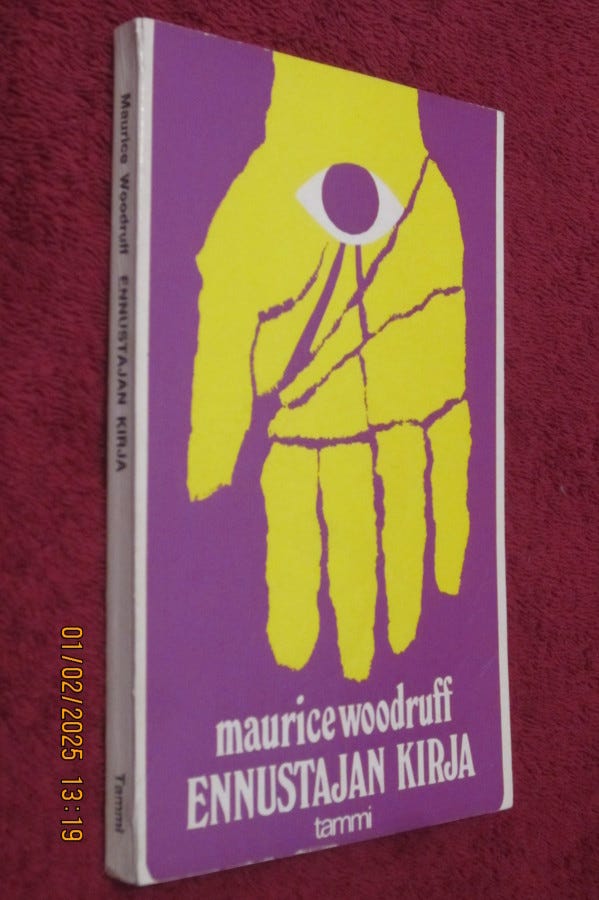 Maurice Woodruff ENNUSTAJAN KIRJA Tammi
maurice woodruff
ENNUSTAJAN KIRJA
tammi
01/02/2025 13:19